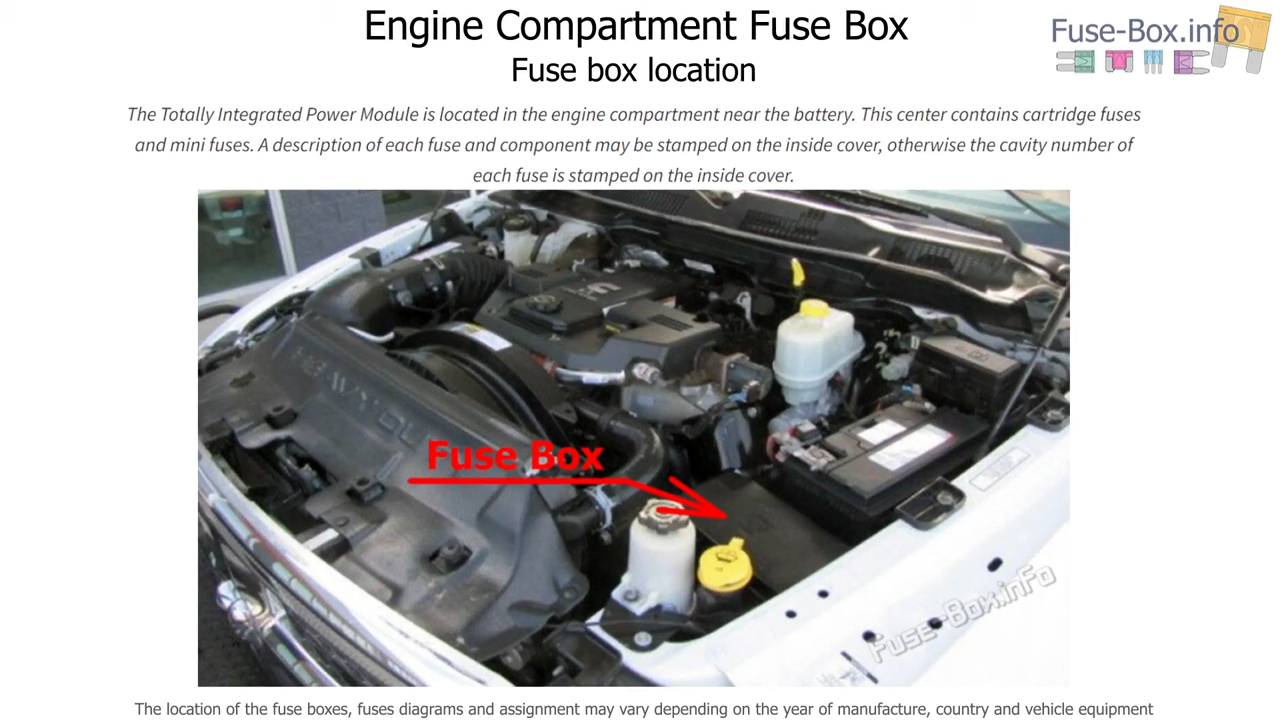 Engine Compartment Fuse Box
Fuse-Box.info
Fuse box location
The Totally Integrated Power Module is located in the engine compartment near the battery. This center contains cartridge fuses
and mini fuses. A description of each fuse and component may be stamped on the inside cover, otherwise the cavity number of
each fuse is stamped on the inside cover.
HEAVY DU
Fuse Box
Fuse-Box.inFo
The location of the fuse boxes, fuses diagrams and assignment may vary depending on the year of manufacture, country and vehicle equipment